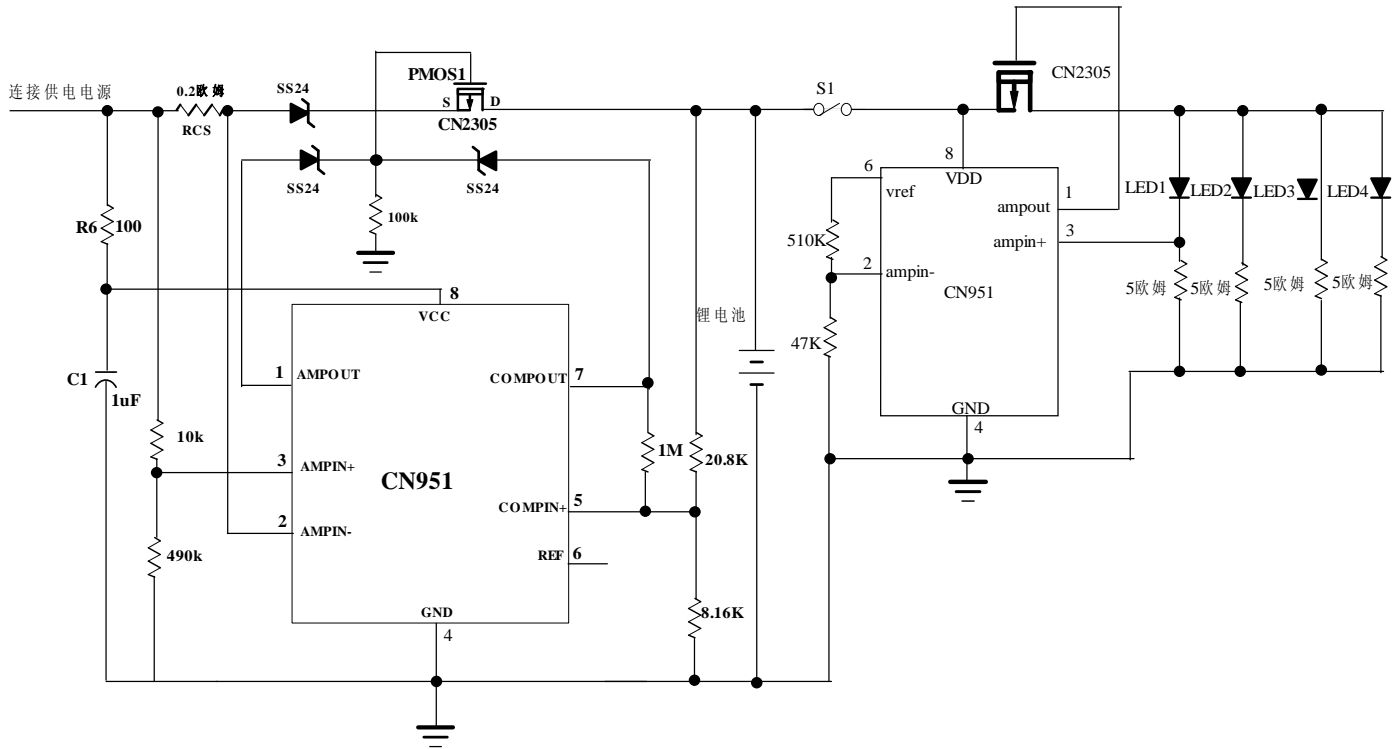 连接供电电源
0.2欧姆
RCS
SS24
PMOS1
S D
CN2305
S1
CN2305
SS24
SS24
100k
R6 100
8
VCC
1 AMPOUT
COMPOUT 7
C1
1uF
10k
3 AMPIN+
CN951
1M
20.8K
COMPIN+ 5
2 AMPIN-
REF 6
490k
GND
4
8.16K
锂电池
8
VDD
6
vref
ampout 1
ampin+ 3
510K
2 ampin-
CN951
47K
GND
4
LED1
LED2
LED3
LED4
5欧姆
5欧姆
5欧姆
5欧姆